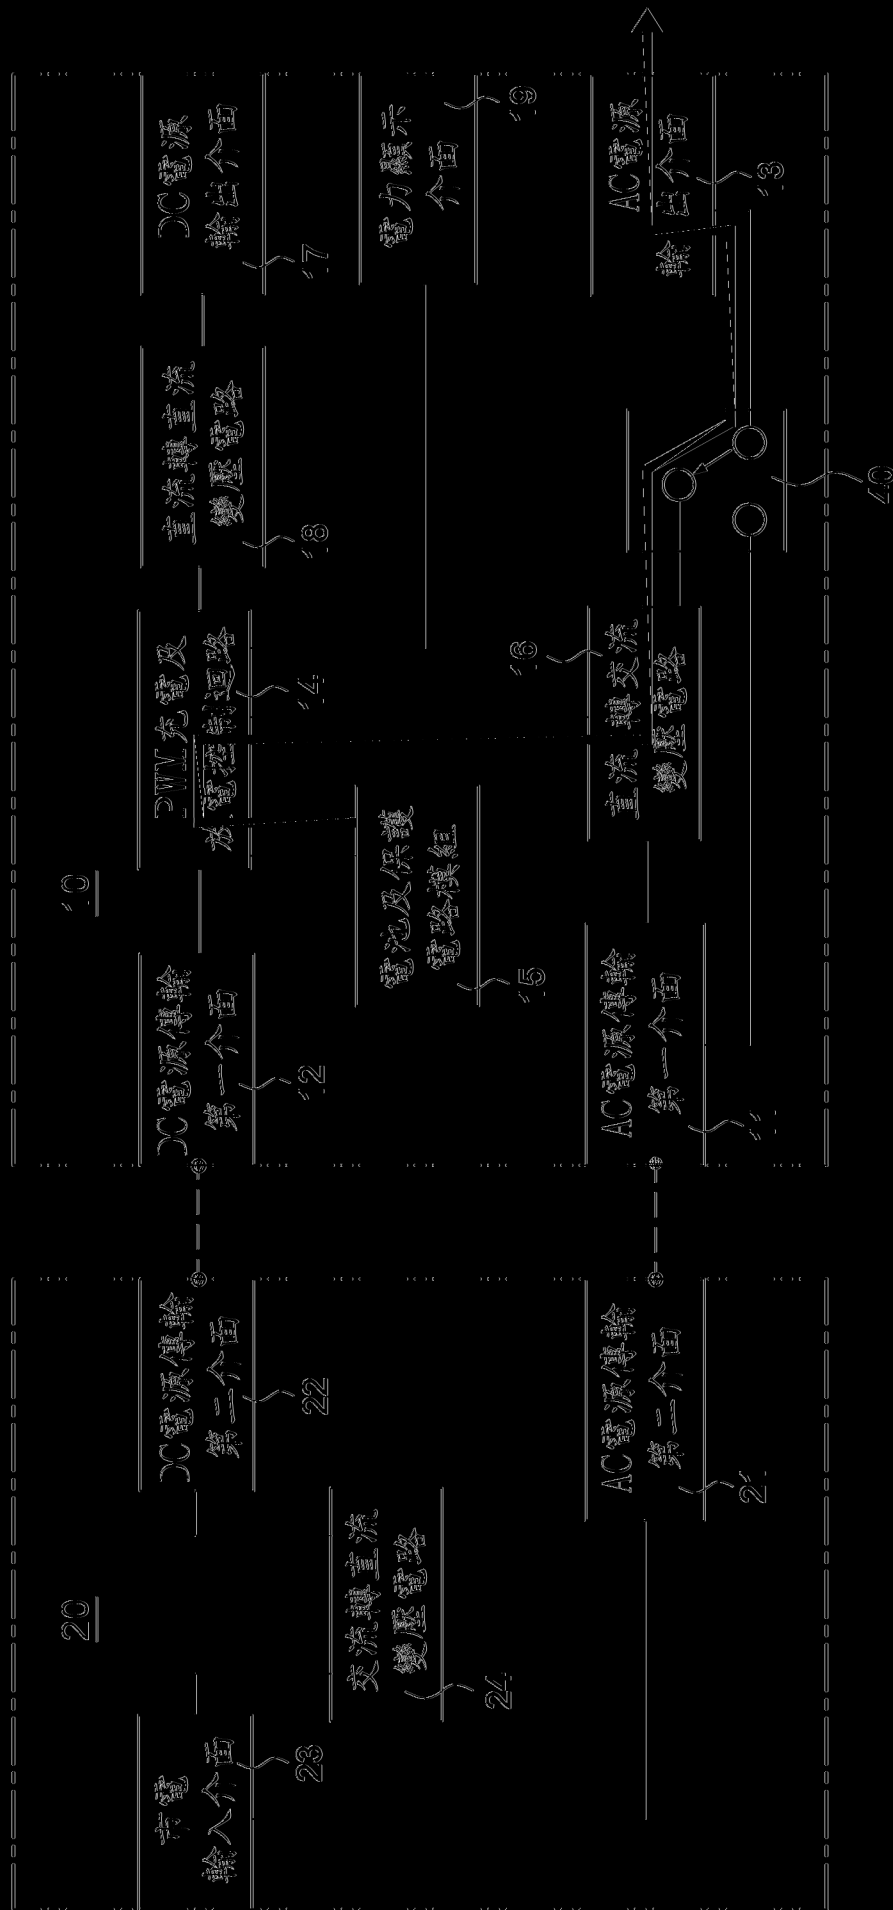 20
市電
輸入介面
23
交流轉直流
變壓電路
24
DC電源傳輸
第二介面
22
AC電源傳輸
第二介面
21
10
DC電源傳輸
第一介面
12
AC電源傳輸
第一介面
11
PWM充電及
放電控制迴路
14
電池及保護
電路模組
15
直流轉交流
變壓電路
16
直流轉直流
變壓電路
18
40
DC電源
輸出介面
17
電力顯示
介面
19
AC電源
輸出介面
13